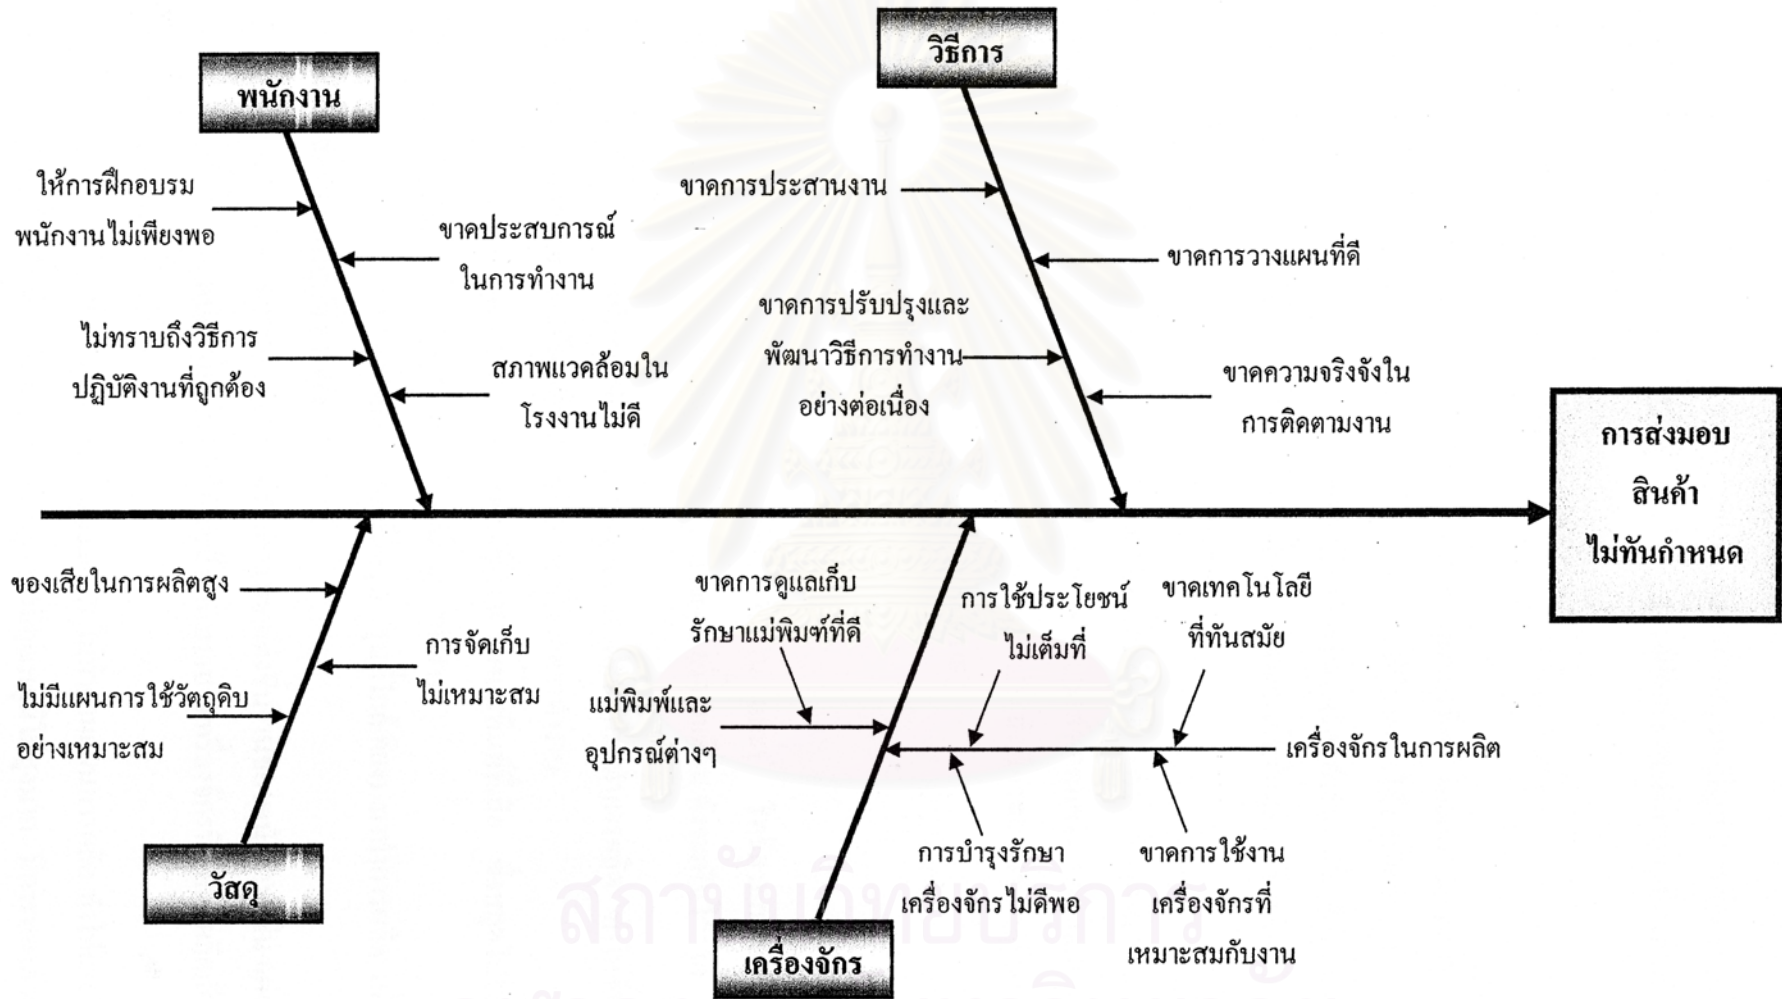 วิธีการ
พนักงาน
ให้การฝึกอบรม
พนักงานไม่เพียงพอ
ขาดประสบการณ์
ในการทำงาน
ไม่ทราบถึงวิธีการ
ปฏิบัติงานที่ถูกต้อง
สภาพแวดล้อมใน
โรงงานไม่ดี
ขาดการประสานงาน
ขาดการวางแผนที่ดี
ขาดการปรับปรุงและ
พัฒนาวิธีการทำงาน
อย่างต่อเนื่อง
ขาดความจริงจังใน
การติดตามงาน
การส่งมอบ
สินค้า
ไม่ทันกำหนด
ของเสียในการผลิตสูง
การจัดเก็บ
ไม่เหมาะสม
ไม่มีแผนการใช้วัตถุดิบ
อย่างเหมาะสม
วัสดุ
ขาดการดูแลเก็บ
รักษาแม่พิมฑ์ที่ดี
การใช้ประโยชน์
ไม่เต็มที่
ขาดเทคโนโลยี
ที่ทันสมัย
แม่พิมพ์และ
อุปกรณ์ต่างๆ
เครื่องจักรในการผลิต
การบำรุงรักษา
เครื่องจักรไม่ดีพอ
ขาดการใช้งาน
เครื่องจักรที่
เหมาะสมกับงาน
เครื่องจักร
สถาบันวิทยบริการ